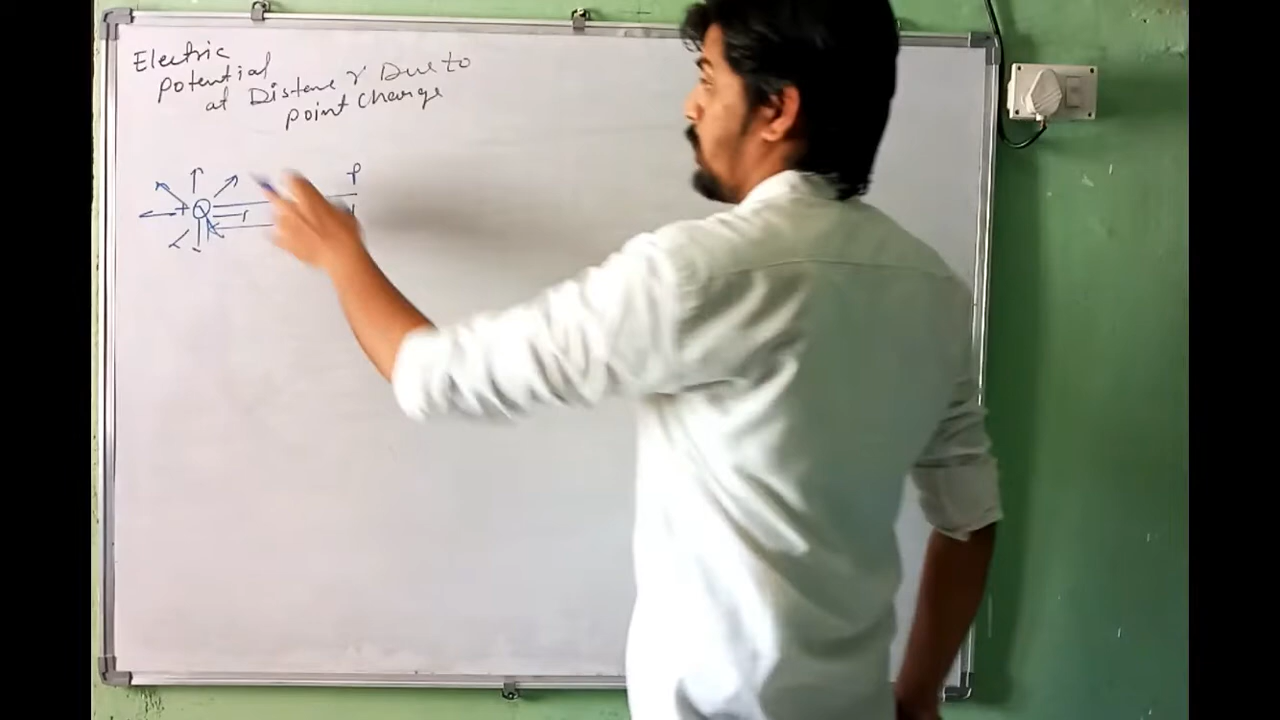 Electric
potential
at Distance r Due to
point charge
P
+ Q
r